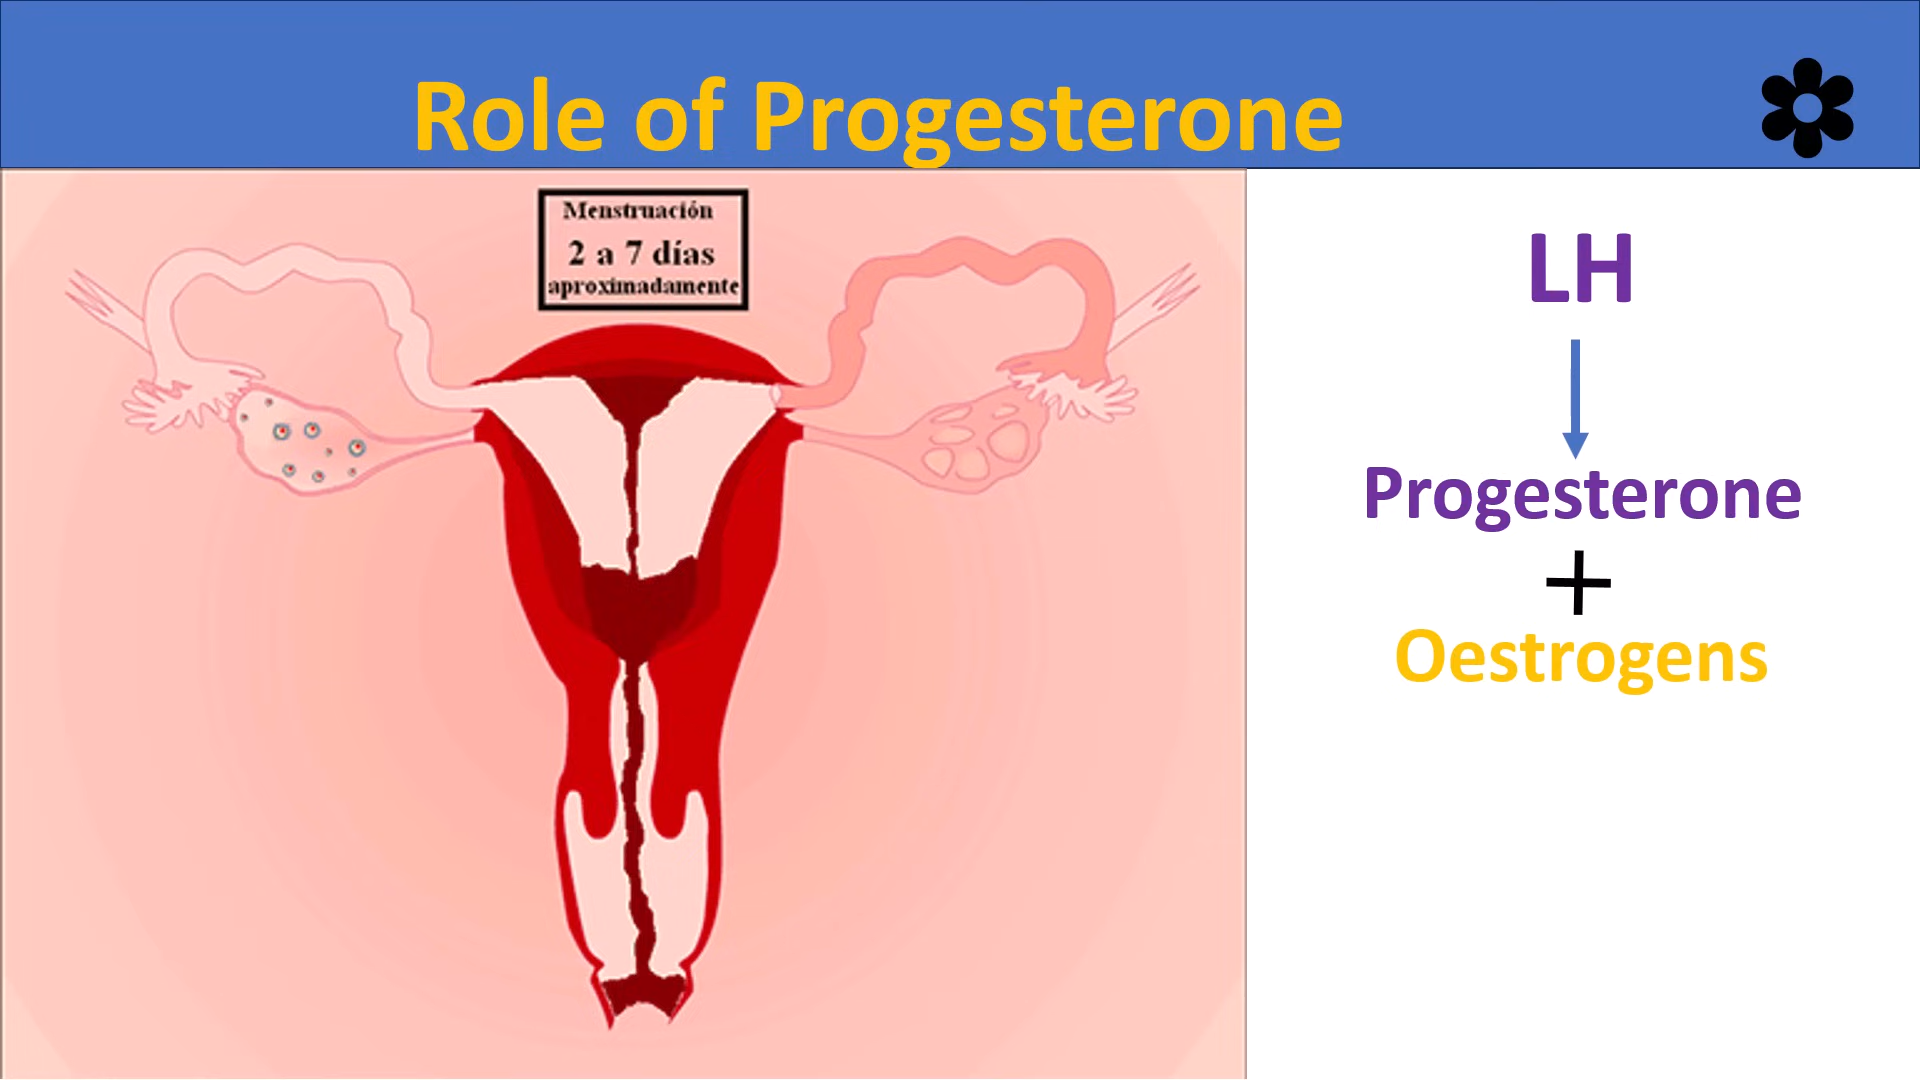 Role of Progesterone
Menstruación
2 a 7 días
aproximadamente
LH
Progesterone
+
Oestrogens